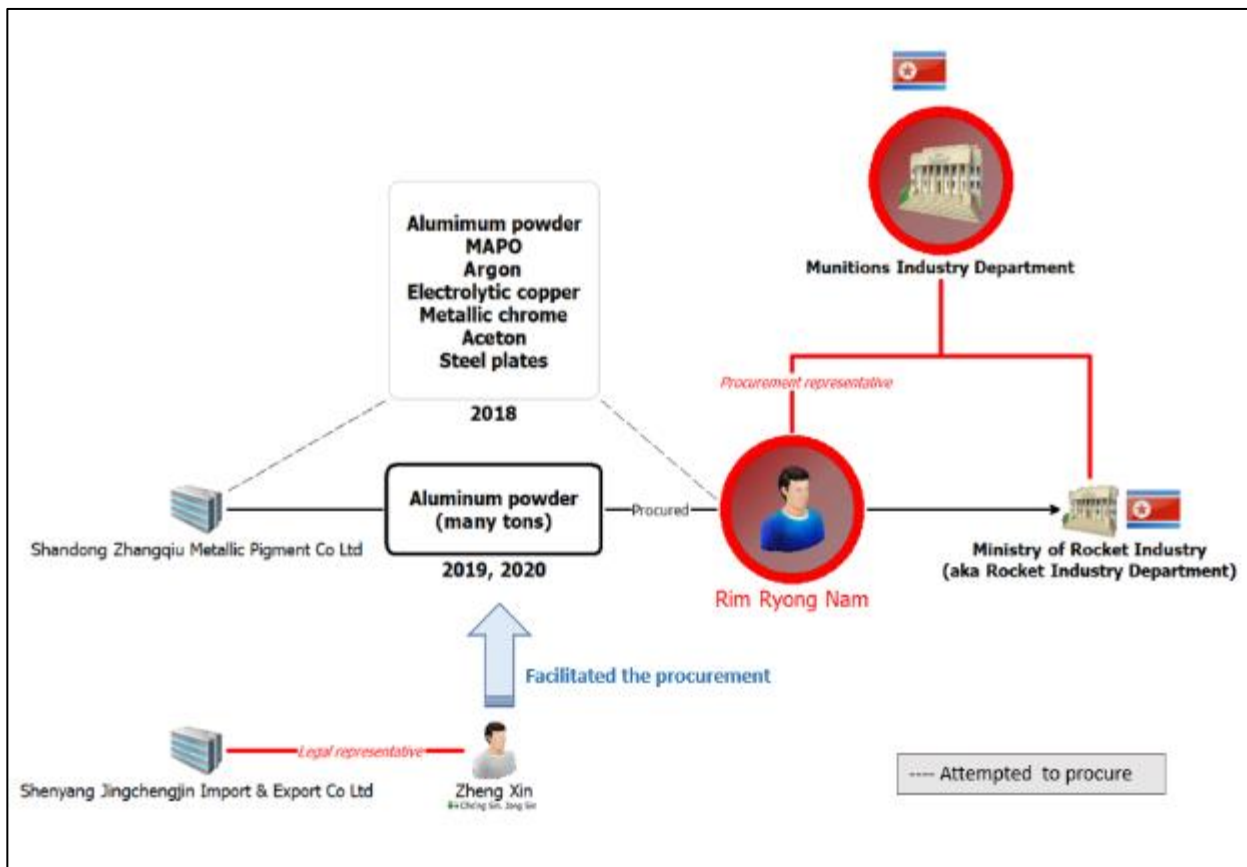 Munitions Industry Department
Alumimum powder
MAPO
Argon
Electrolytic copper
Metallic chrome
Aceton
Steel plates
2018
Procurement representative
Aluminum powder
(many tons)
2019, 2020
Procured
Shandong Zhangqiu Metallic Pigment Co Ltd
Rim Ryong Nam
Ministry of Rocket Industry
(aka Rocket Industry Department)
Facilitated the procurement
Legal representative
Shenyang Jingchengjin Import & Export Co Ltd
Zheng Xin
---- Attempted to procure